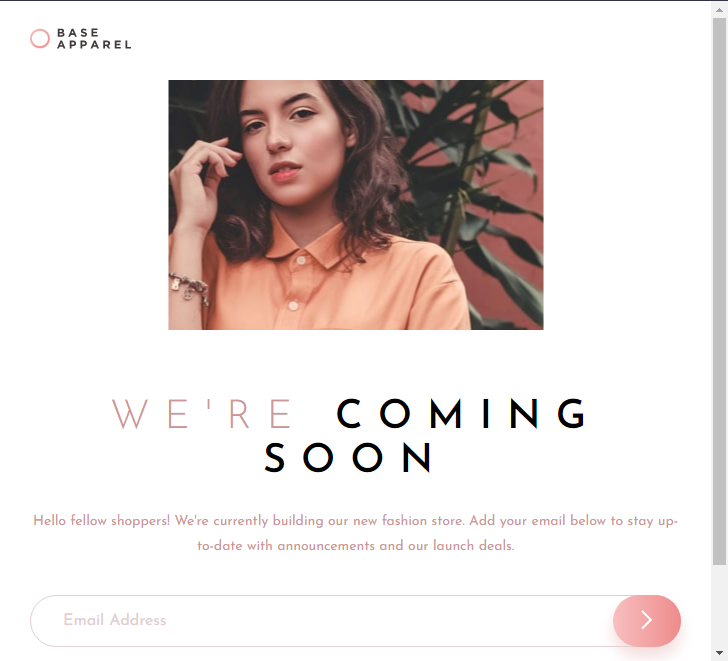 BASE
APPAREL
WE'RE COMING
SOON
Hello fellow shoppers! We're currently building our new fashion store. Add your email below to stay up-
to-date with announcements and our launch deals.
Email Address